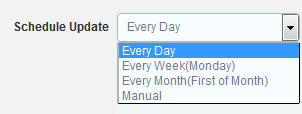 Schedule Update Every Day
Every Day
Every Week(Monday)
Every Month(First of Month)
Manual